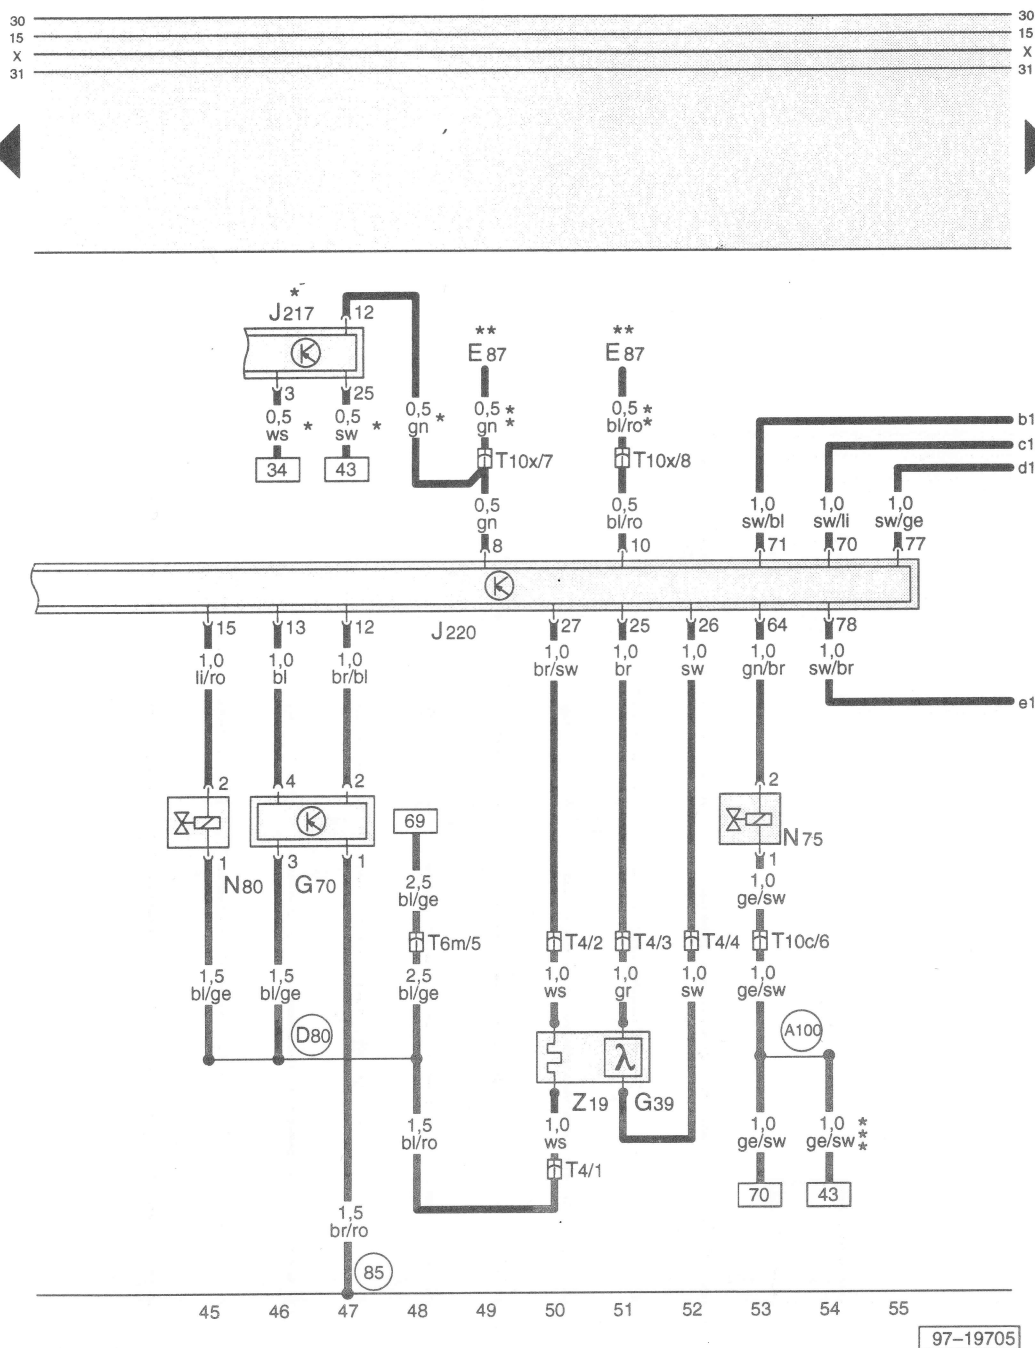 30 30
15 15
X X
31 31
*
J217 12
** **
E87 E87
3 25
0,5 0,5 0,5 0,5 * 0,5 *
ws * sw * gn * gn * bl/ro *
b1
34 43 T10x/7 T10x/8
c1
d1
0,5 0,5 1,0 1,0 1,0
gn bl/ro sw/bl sw/li sw/ge
8 10 71 70 77
15 13 12 J220 27 25 26 64 78
1,0 1,0 1,0 1,0 1,0 1,0 1,0 1,0
li/ro bl br/bl br/sw br sw gn/br sw/br
e1
2 4 2 2
69
N75
1 3 1 1
N80 G70
2,5 1,0
bl/ge ge/sw
T6m/5 T4/2 T4/3 T4/4 T10c/6
1,5 1,5 2,5 1,0 1,0 1,0 1,0
bl/ge bl/ge bl/ge ws gr sw ge/sw
D80 A100
λ
Z19 G39
1,5 1,0 1,0 1,0 *
bl/ro ws ge/sw ge/sw *
*
T4/1
70 43
1,5
br/ro
85
45 46 47 48 49 50 51 52 53 54 55
97–19705